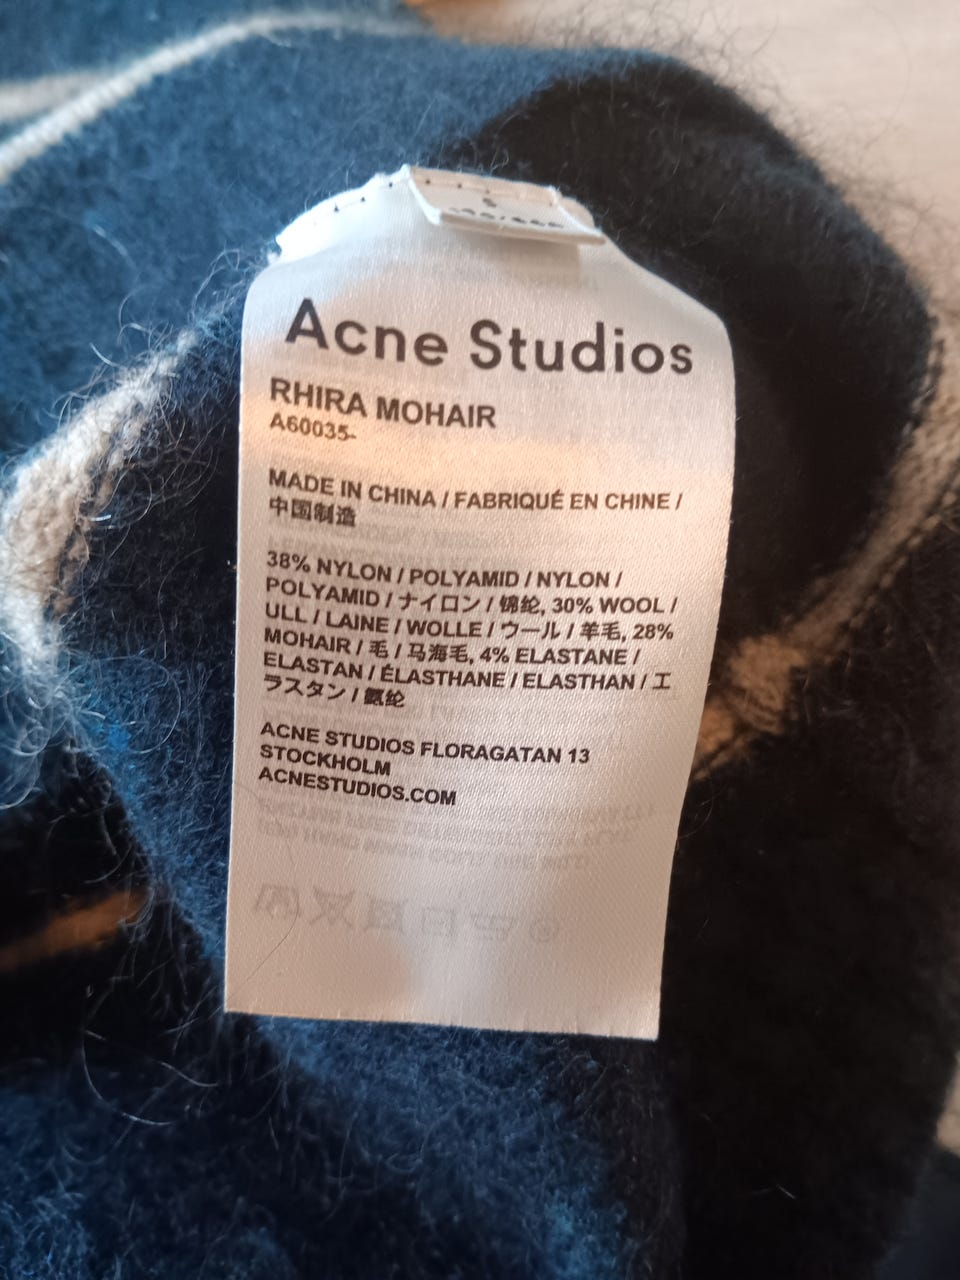 S
Acne Studios
RHIRA MOHAIR
A60035-
MADE IN CHINA / FABRIQUÉ EN CHINE /
中国制造
38% NYLON / POLYAMID / NYLON /
POLYAMID / ナイロン / 锦纶, 30% WOOL /
ULL / LAINE / WOLLE / ウール / 羊毛, 28%
MOHAIR / 毛 / 马海毛, 4% ELASTANE /
ELASTAN / ÉLASTHANE / ELASTHAN / エ
ラスタン / 氨纶
ACNE STUDIOS FLORAGATAN 13
STOCKHOLM
ACNESTUDIOS.COM